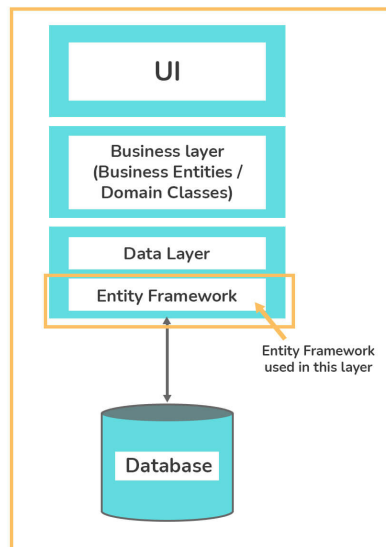 UI
Business layer
(Business Entities /
Domain Classes)
Data Layer
Entity Framework
Entity Framework
used in this layer
Database